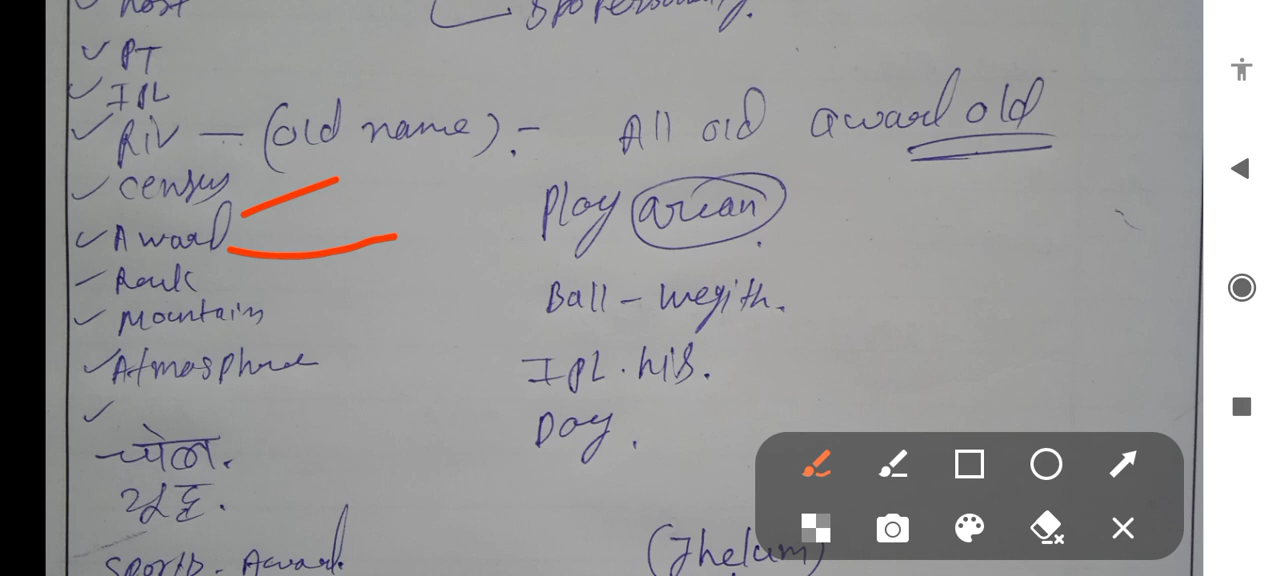 Host
PT
IPL
Riv — (old name). - All old award old
Census
Play arean
Award
Rank
Ball - wegith.
Mountain
Atmosphere
IPL. his.
Day.
खेल.
युद्ध.
Sports - Award.
(Jhelum)